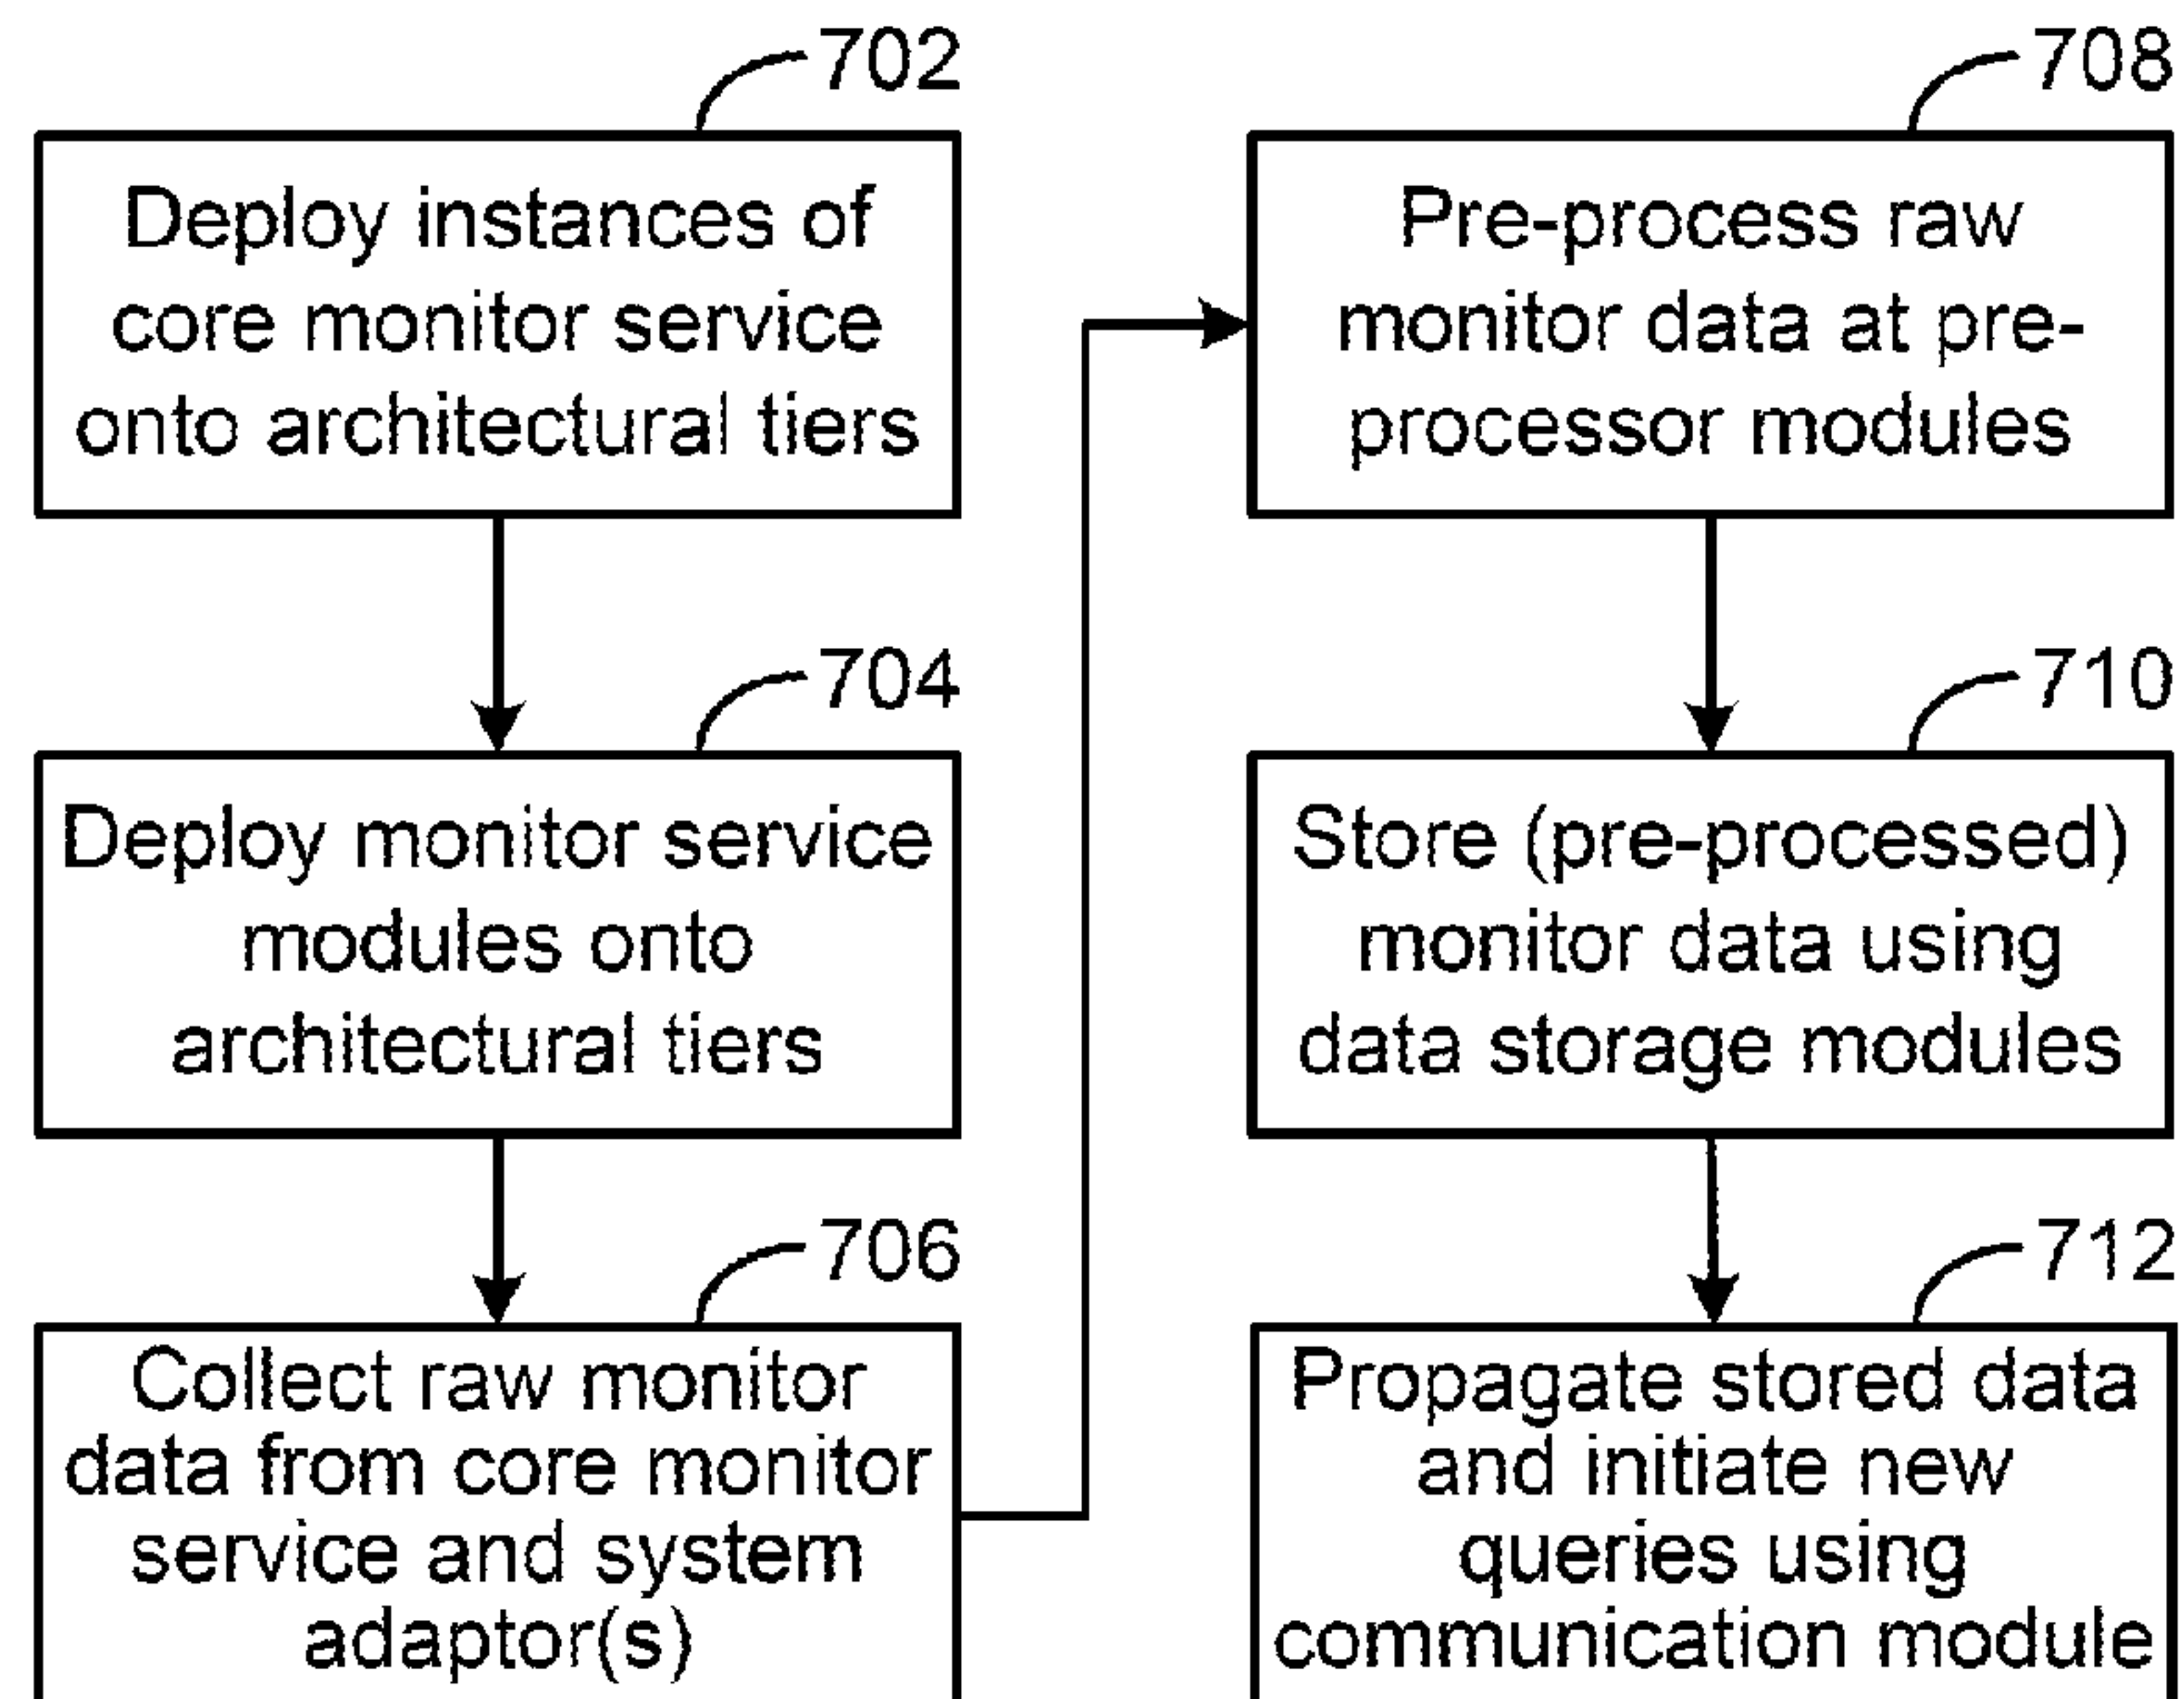 702
Deploy instances of
core monitor service
onto architectural tiers
704
Deploy monitor service
modules onto
architectural tiers
706
Collect raw monitor
data from core monitor
service and system
adaptor(s)
708
Pre-process raw
monitor data at pre-
processor modules
710
Store (pre-processed)
monitor data using
data storage modules
712
Propagate stored data
and initiate new
queries using
communication module